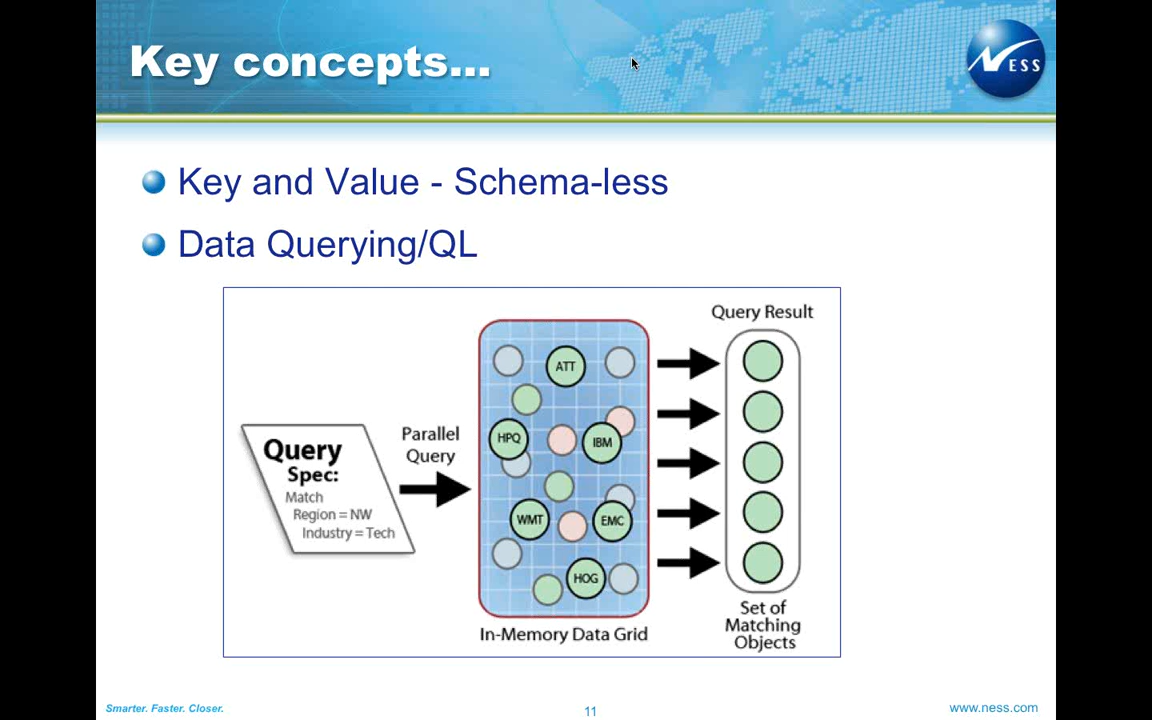 Key concepts...
NESS
Key and Value - Schema-less
Data Querying/QL
Query Result
ATT
HPQ
IBM
Parallel
Query
Query
Spec:
Match
Region = NW
Industry = Tech
WMT
EMC
HOG
In-Memory Data Grid
Set of
Matching
Objects
Smarter. Faster. Closer.
11
www.ness.com